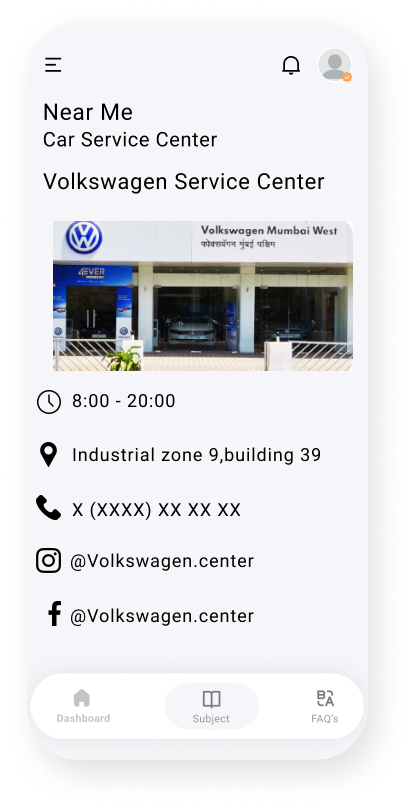 Near Me
Car Service Center
Volkswagen Service Center
Volkswagen Mumbai West
फोक्सवॅगन मुंबई पश्चिम
4EVER
8:00 - 20:00
Industrial zone 9,building 39
X (XXXX) XX XX XX
@Volkswagen.center
@Volkswagen.center
Dashboard
Subject
FAQ's